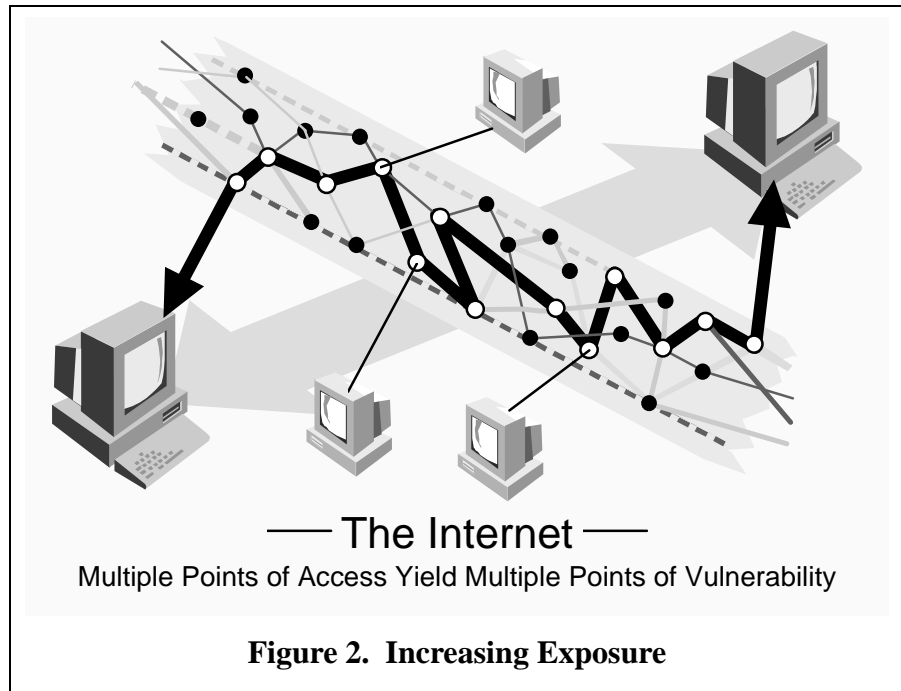 The Internet
Multiple Points of Access Yield Multiple Points of Vulnerability
Figure 2. Increasing Exposure